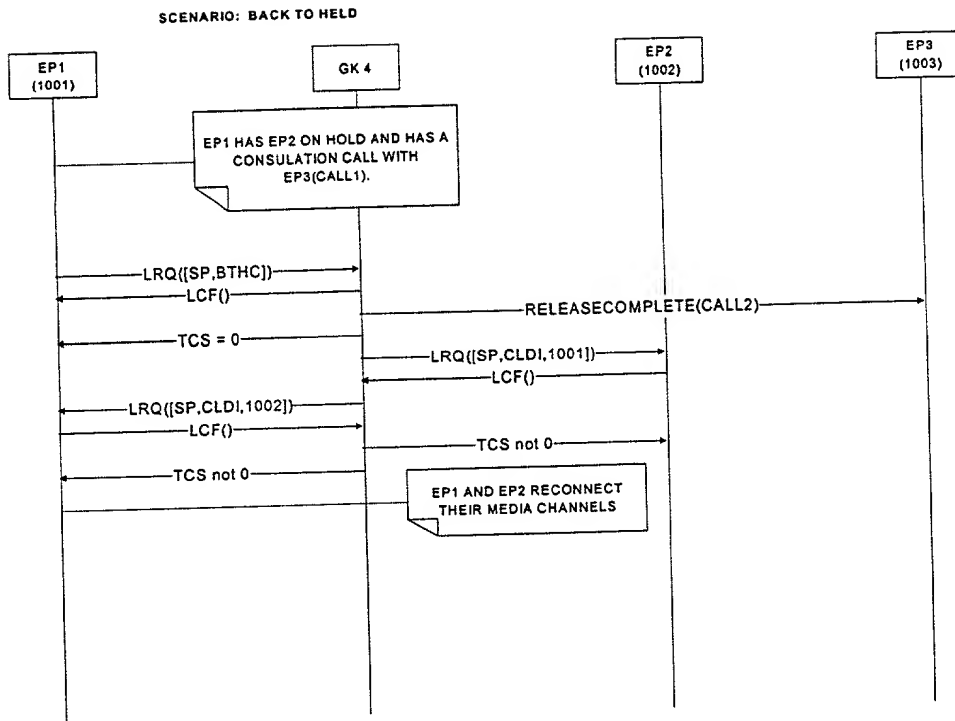 SCENARIO: BACK TO HELD
EP1
(1001)
GK 4
EP2
(1002)
EP3
(1003)
EP1 HAS EP2 ON HOLD AND HAS A
CONSULATION CALL WITH
EP3(CALL1).
LRQ([SP,BTHC])
LCF()
RELEASECOMPLETE(CALL2)
TCS = 0
LRQ([SP,CLDI,1001])
LCF()
LRQ([SP,CLDI,1002])
LCF()
TCS not 0
TCS not 0
EP1 AND EP2 RECONNECT
THEIR MEDIA CHANNELS